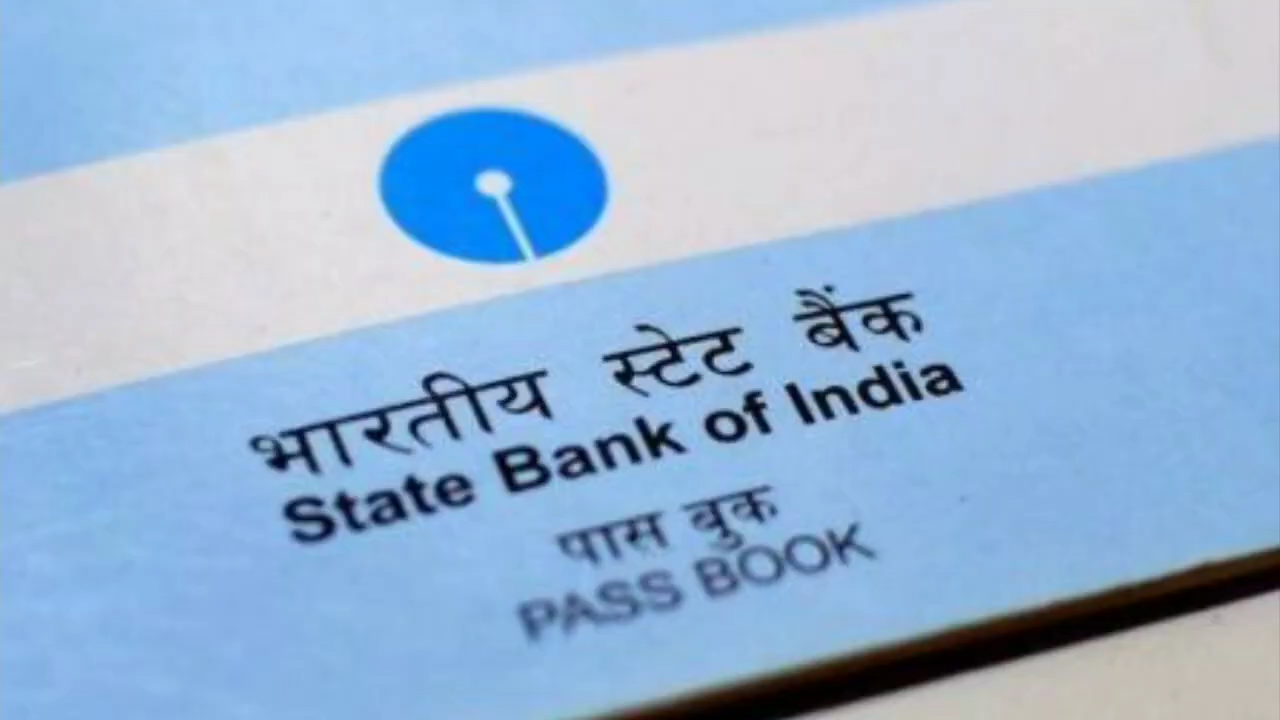 भारतीय स्टेट बैंक
State Bank of India
पास बुक
PASS BOOK